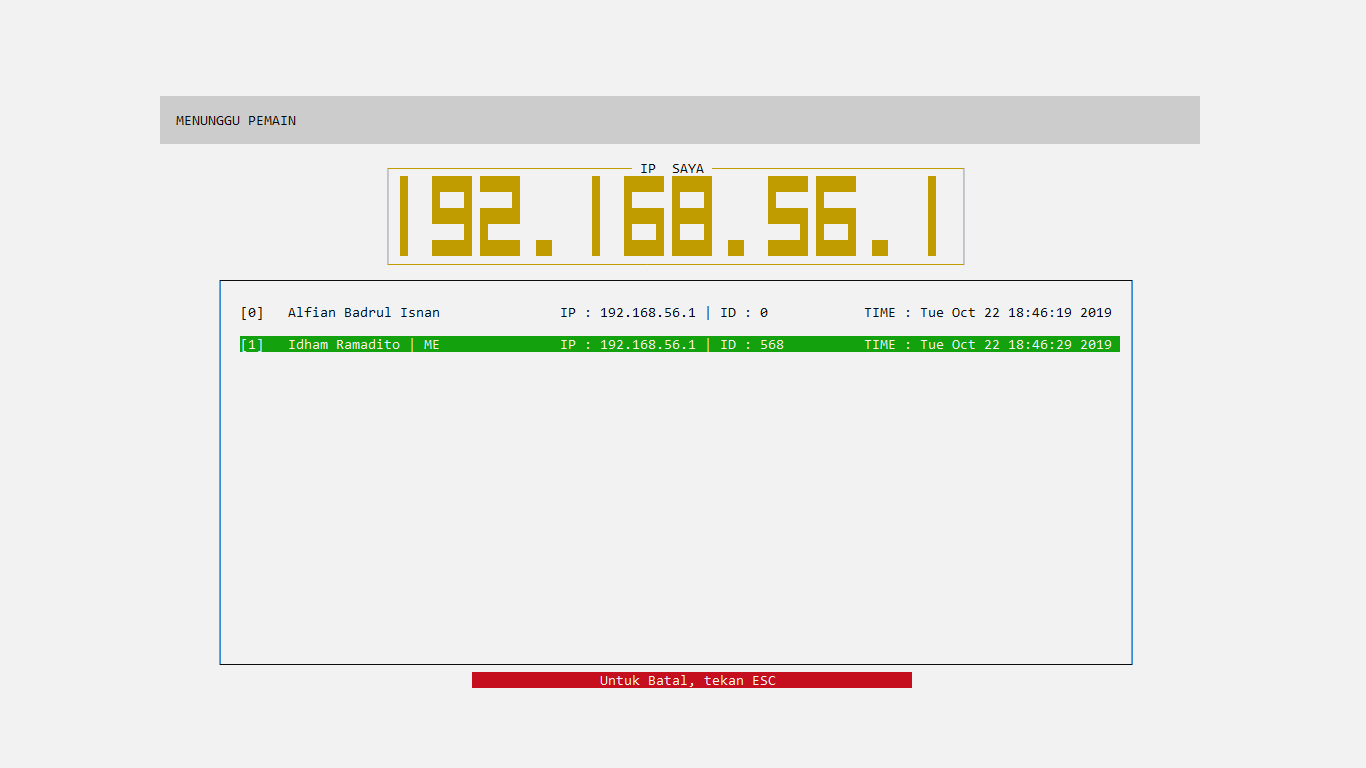 MENUNGGU PEMAIN
IP  SAYA
192.168.56.1
[0]   Alfian Badrul Isnan               IP : 192.168.56.1 | ID : 0            TIME : Tue Oct 22 18:46:19 2019
[1]   Idham Ramadito | ME               IP : 192.168.56.1 | ID : 568          TIME : Tue Oct 22 18:46:29 2019
Untuk Batal, tekan ESC